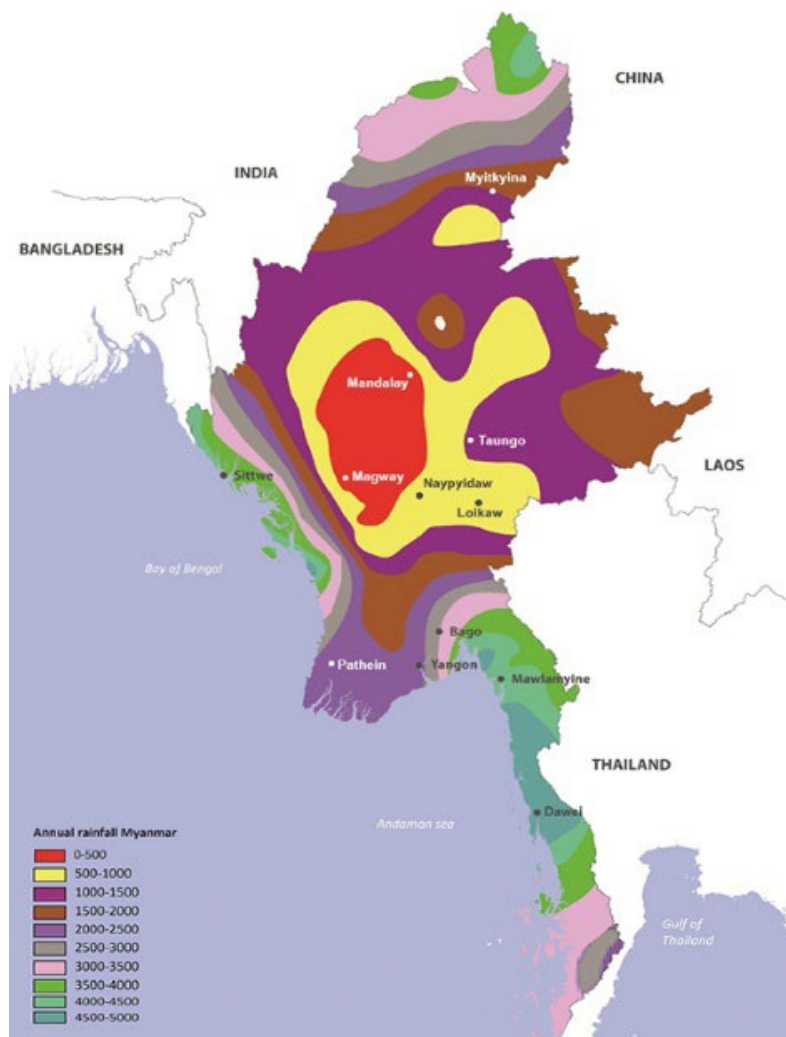 CHINA
INDIA
Myitkyina
BANGLADESH
Mandalay
Taungo
LAOS
Magway
Naypyidaw
Sittwe
Loikaw
Bay of Bengal
Bago
Pathein
Yangon
Mawlamyine
THAILAND
Dawei
Andaman sea
Gulf of
Thailand
Annual rainfall Myanmar
0-500
500-1000
1000-1500
1500-2000
2000-2500
2500-3000
3000-3500
3500-4000
4000-4500
4500-5000